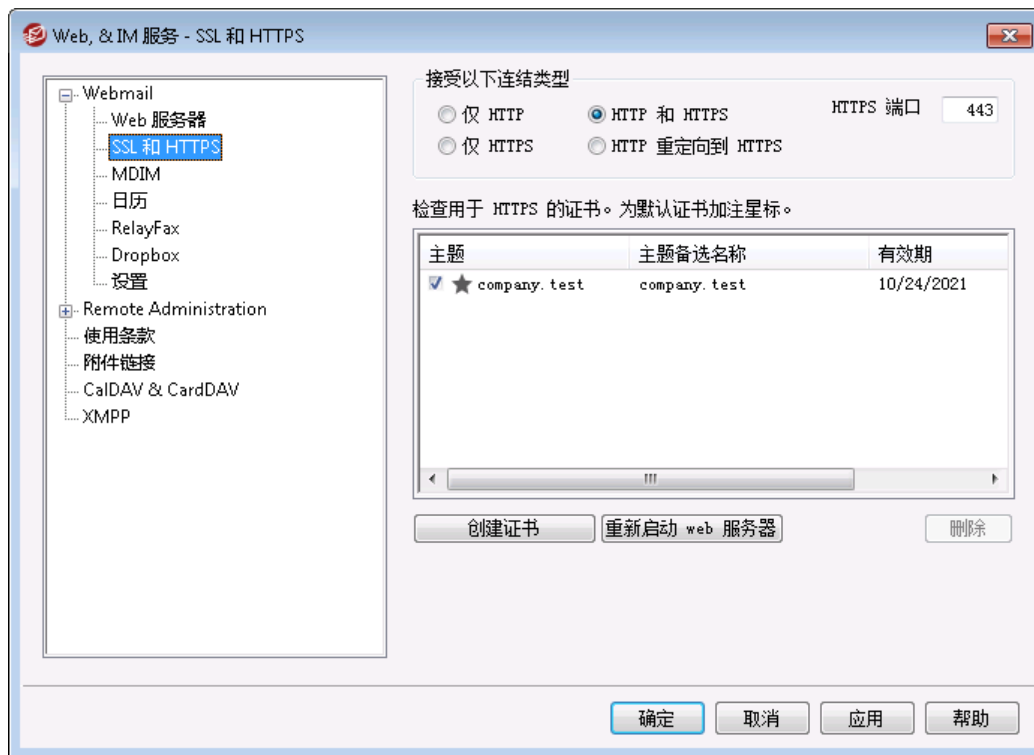 Web, & IM 服务 - SSL 和 HTTPS
Webmail
Web 服务器
SSL 和 HTTPS
MDIM
日历
RelayFax
Dropbox
设置
Remote Administration
使用条款
附件链接
CalDAV & CardDAV
XMPP
接受以下连结类型
仅 HTTP
HTTP 和 HTTPS
HTTPS 端口
443
仅 HTTPS
HTTP 重定向到 HTTPS
检查用于 HTTPS 的证书。为默认证书加注星标。
主题
主题备选名称
有效期
company.test
company.test
10/24/2021
创建证书
重新启动 web 服务器
删除
确定
取消
应用
帮助